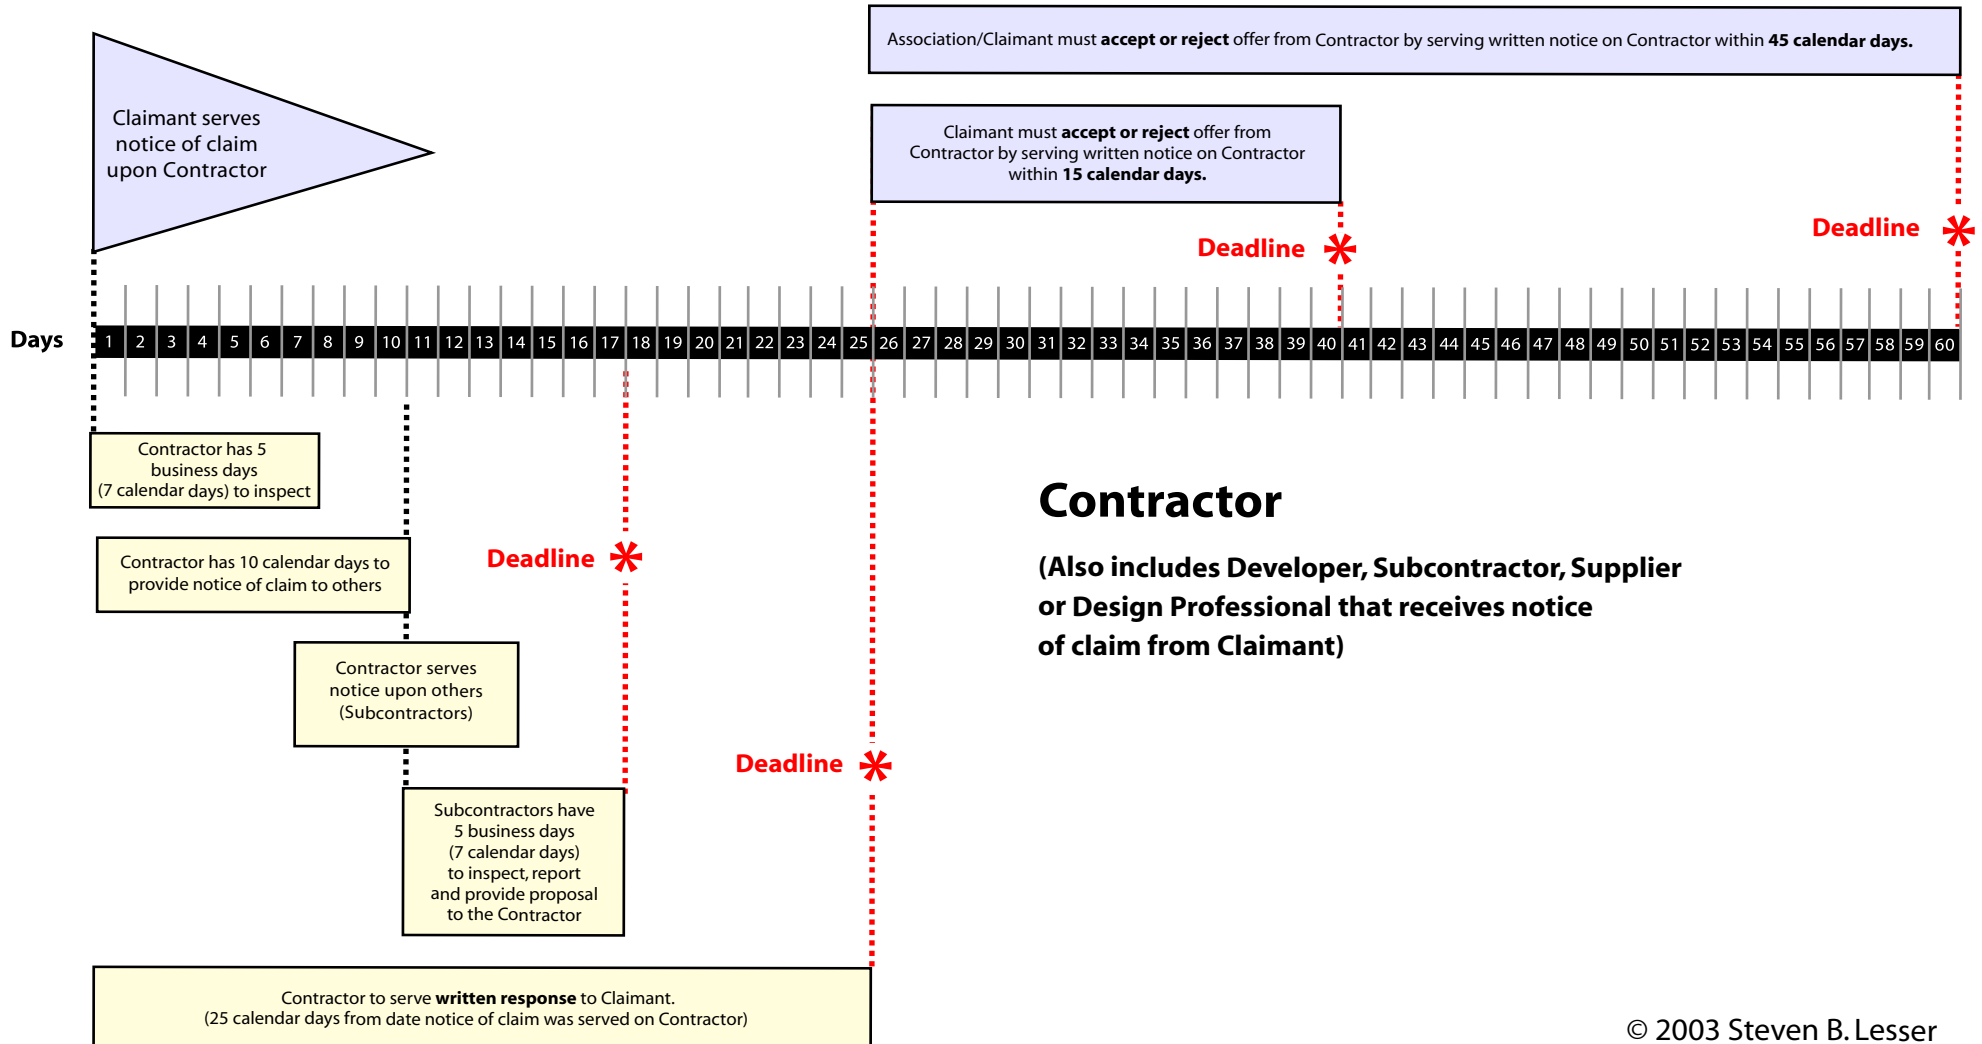 Association/Claimant must accept or reject offer from Contractor by serving written notice on Contractor within 45 calendar days.
Claimant serves
notice of claim
upon Contractor
Claimant must accept or reject offer from
Contractor by serving written notice on Contractor
within 15 calendar days.
Deadline *
Deadline *
Days 1 2 3 4 5 6 7 8 9 10 11 12 13 14 15 16 17 18 19 20 21 22 23 24 25 26 27 28 29 30 31 32 33 34 35 36 37 38 39 40 41 42 43 44 45 46 47 48 49 50 51 52 53 54 55 56 57 58 59 60
Contractor has 5
business days
(7 calendar days) to inspect
Contractor has 10 calendar days to
provide notice of claim to others
Deadline *
Contractor serves
notice upon others
(Subcontractors)
Deadline *
Subcontractors have
5 business days
(7 calendar days)
to inspect, report
and provide proposal
to the Contractor
Contractor to serve written response to Claimant.
(25 calendar days from date notice of claim was served on Contractor)
Contractor
(Also includes Developer, Subcontractor, Supplier
or Design Professional that receives notice
of claim from Claimant)
© 2003 Steven B. Lesser